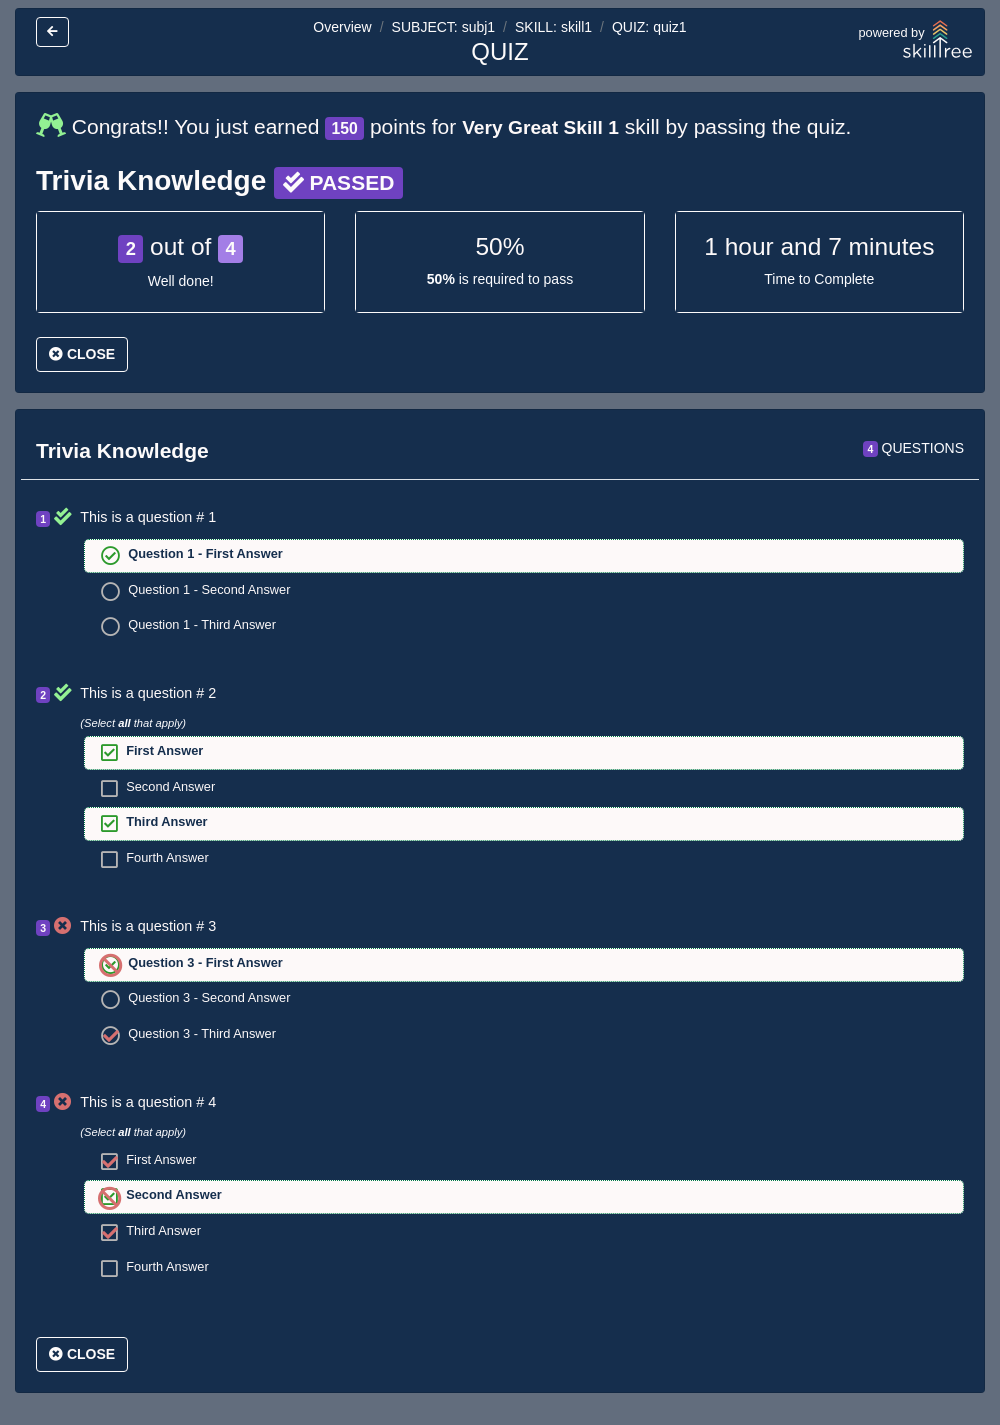 Overview / SUBJECT: subj1 / SKILL: skill1 / QUIZ: quiz1
QUIZ
powered by
skilltree
Congrats!! You just earned 150 points for Very Great Skill 1 skill by passing the quiz.
Trivia Knowledge PASSED
2 out of 4
Well done!
50%
50% is required to pass
1 hour and 7 minutes
Time to Complete
CLOSE
Trivia Knowledge
4 QUESTIONS
1 This is a question # 1
Question 1 - First Answer
Question 1 - Second Answer
Question 1 - Third Answer
2 This is a question # 2
(Select all that apply)
First Answer
Second Answer
Third Answer
Fourth Answer
3 This is a question # 3
Question 3 - First Answer
Question 3 - Second Answer
Question 3 - Third Answer
4 This is a question # 4
(Select all that apply)
First Answer
Second Answer
Third Answer
Fourth Answer
CLOSE